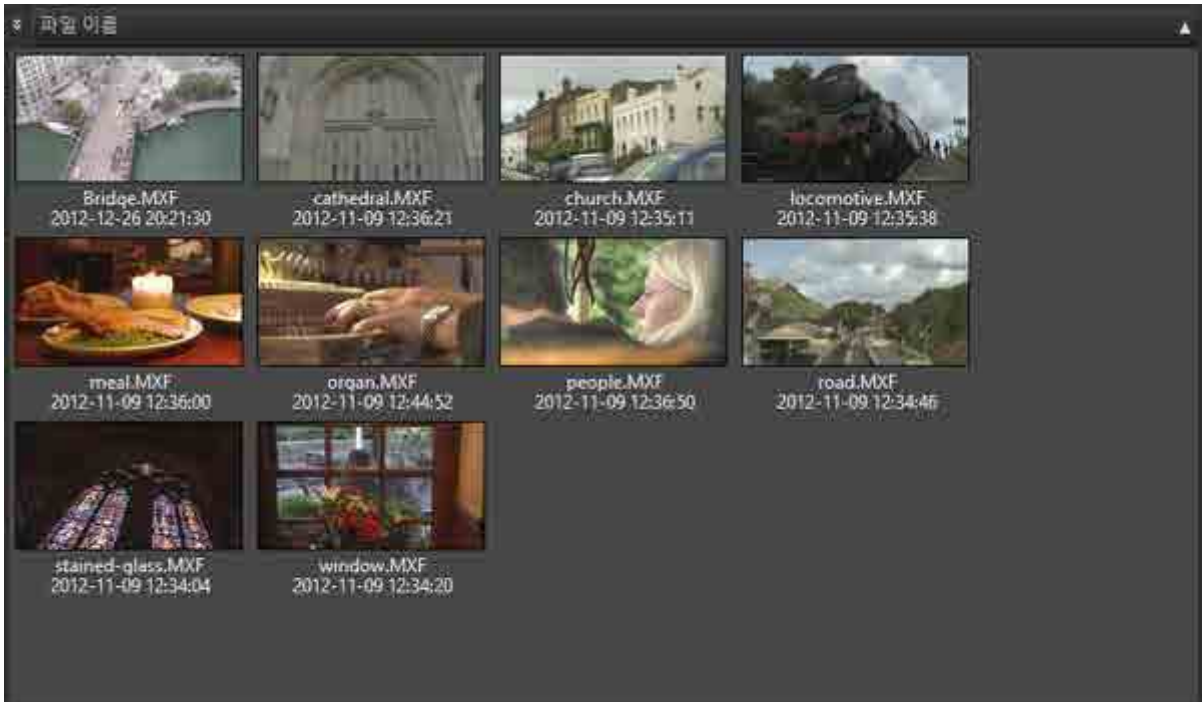 파일 이름
Bridge.MXF
2012-12-26 20:21:30
cathedral.MXF
2012-11-09 12:36:21
church.MXF
2012-11-09 12:35:11
locomotive.MXF
2012-11-09 12:35:38
meal.MXF
2012-11-09 12:36:00
organ.MXF
2012-11-09 12:44:52
people.MXF
2012-11-09 12:36:50
road.MXF
2012-11-09 12:34:46
stained-glass.MXF
2012-11-09 12:34:04
window.MXF
2012-11-09 12:34:20